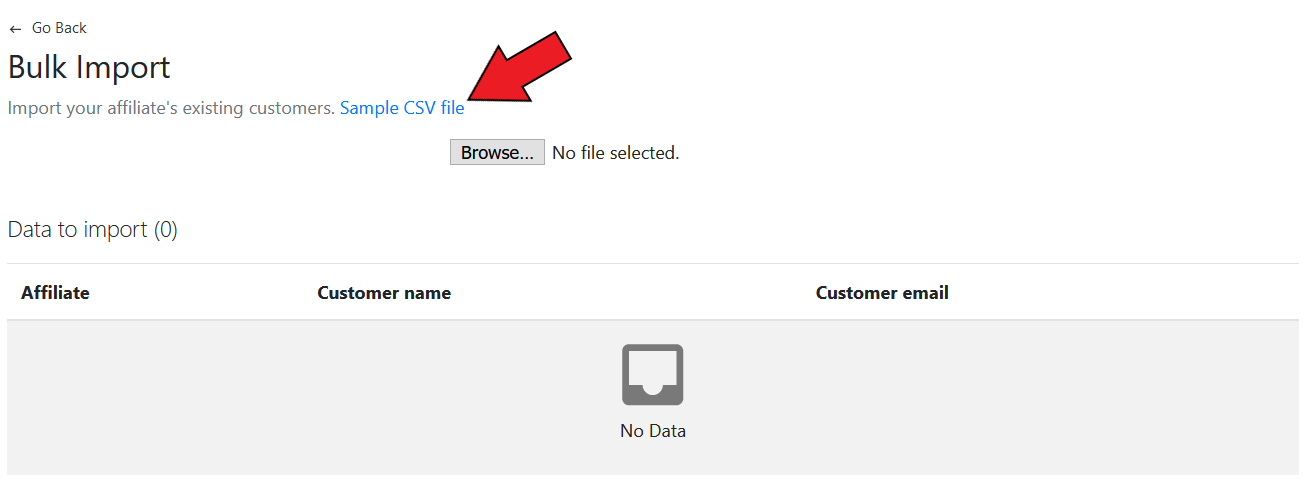 ← Go Back
Bulk Import
Import your affiliate's existing customers. Sample CSV file
Browse... No file selected.
Data to import (0)
Affiliate Customer name Customer email
No Data